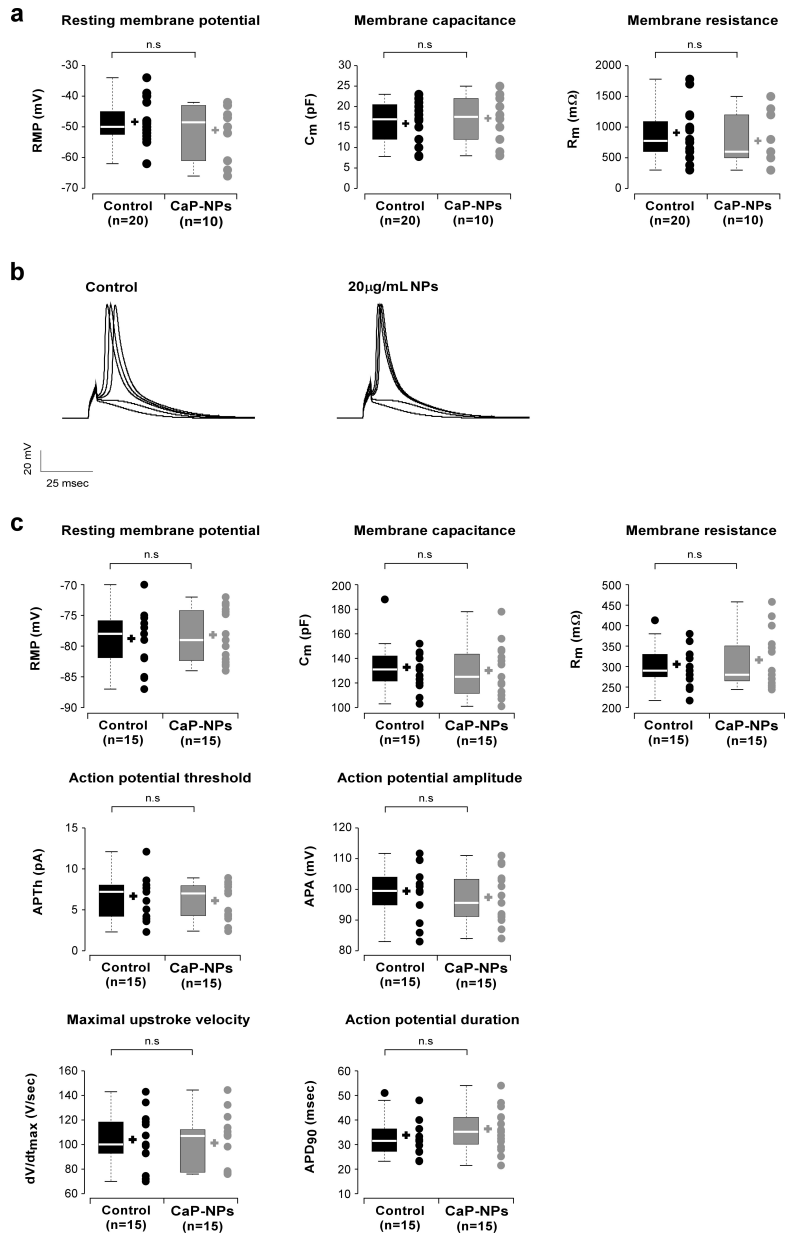 a
Resting membrane potential
n.s
RMP (mV)
-30
-40
-50
-60
-70
Control
(n=20)
CaP-NPs
(n=10)
Membrane capacitance
n.s
Cm (pF)
30
25
20
15
10
5
0
Control
(n=20)
CaP-NPs
(n=10)
Membrane resistance
n.s
Rm (mΩ)
2000
1500
1000
500
0
Control
(n=20)
CaP-NPs
(n=10)
b
Control
20µg/mL NPs
20 mV
25 msec
c
Resting membrane potential
n.s
RMP (mV)
-70
-75
-80
-85
-90
Control
(n=15)
CaP-NPs
(n=15)
Membrane capacitance
n.s
Cm (pF)
200
180
160
140
120
100
Control
(n=15)
CaP-NPs
(n=15)
Membrane resistance
n.s
Rm (mΩ)
500
450
400
350
300
250
200
Control
(n=15)
CaP-NPs
(n=15)
Action potential threshold
n.s
APTh (pA)
15
10
5
0
Control
(n=15)
CaP-NPs
(n=15)
Action potential amplitude
n.s
APA (mV)
120
110
100
90
80
Control
(n=15)
CaP-NPs
(n=15)
Maximal upstroke velocity
n.s
dV/dtmax (V/sec)
160
140
120
100
80
60
Control
(n=15)
CaP-NPs
(n=15)
Action potential duration
n.s
APD90 (msec)
60
50
40
30
20
10
Control
(n=15)
CaP-NPs
(n=15)